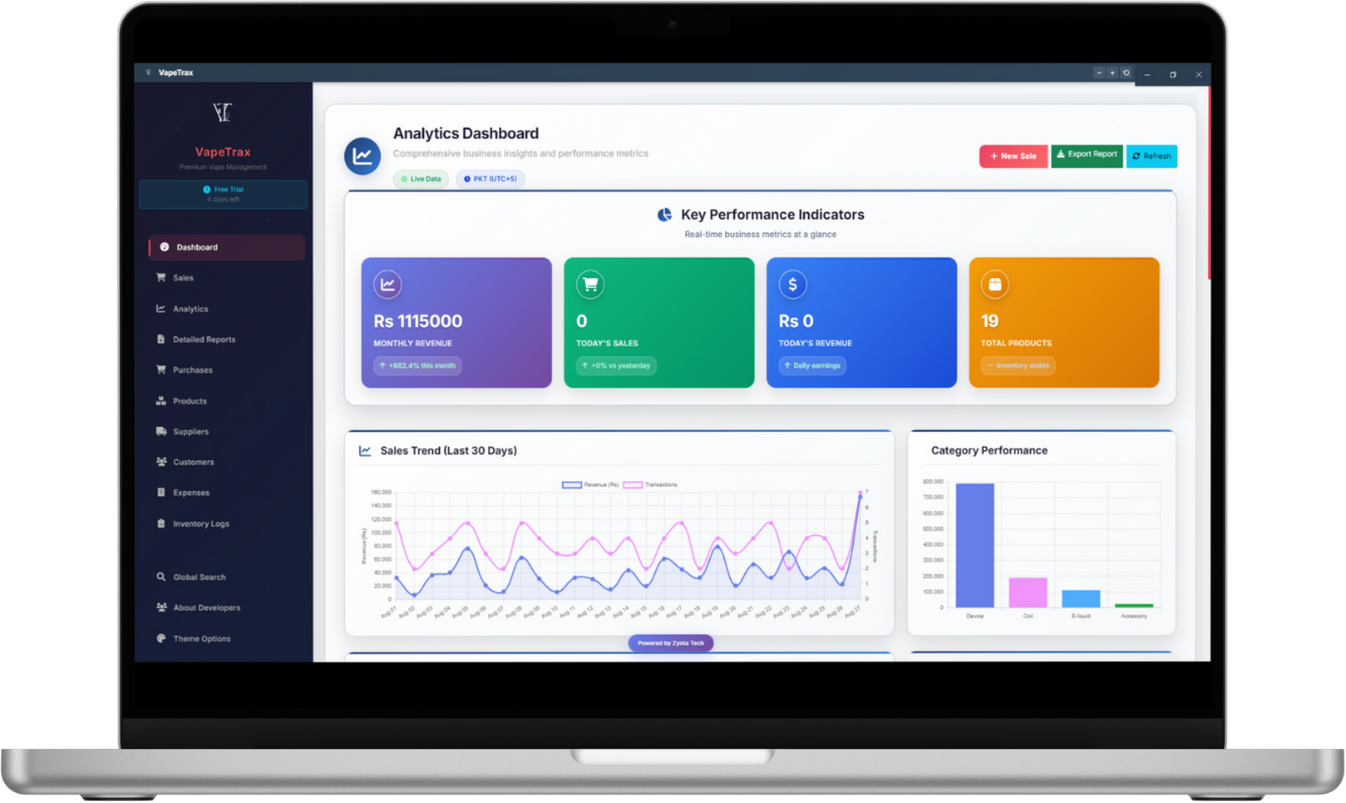 VapeTrax
VapeTrax
Premium Vape Management
Free Trial
4 days left
Dashboard
Sales
Analytics
Detailed Reports
Purchases
Products
Suppliers
Customers
Expenses
Inventory Logs
Global Search
About Developers
Theme Options
Analytics Dashboard
Comprehensive business insights and performance metrics
Live Data
PKT (UTC+5)
+ New Sale
Export Report
Refresh
Key Performance Indicators
Real-time business metrics at a glance
Rs 1115000
MONTHLY REVENUE
↑ +882.4% this month
0
TODAY'S SALES
↑ +0% vs yesterday
Rs 0
TODAY'S REVENUE
↑ Daily earnings
19
TOTAL PRODUCTS
— Inventory stable
Sales Trend (Last 30 Days)
Revenue (Rs) Transactions
Revenue (Rs)
160,000
140,000
120,000
100,000
80,000
60,000
40,000
20,000
0
7
6
5
4
3
2
1
0
Transactions
Aug 01 Aug 02 Aug 03 Aug 04 Aug 05 Aug 06 Aug 07 Aug 08 Aug 09 Aug 10 Aug 11 Aug 12 Aug 13 Aug 14 Aug 15 Aug 16 Aug 17 Aug 18 Aug 19 Aug 20 Aug 21 Aug 22 Aug 23 Aug 24 Aug 25 Aug 26 Aug 27
Category Performance
800,000
700,000
600,000
500,000
400,000
300,000
200,000
100,000
0
Device Coil E-liquid Accessory
Powered by Zynta Tech